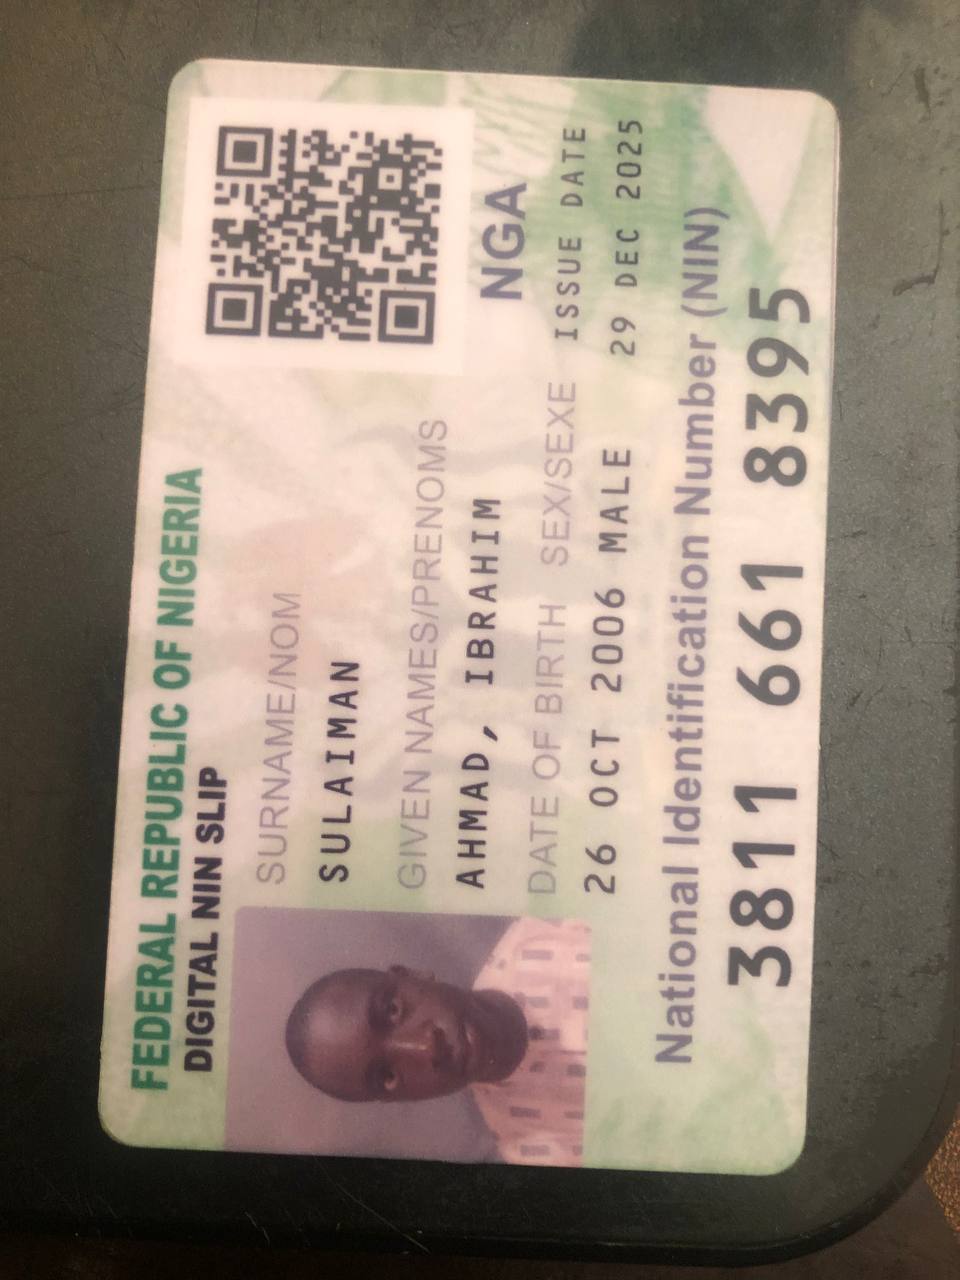 FEDERAL REPUBLIC OF NIGERIA
DIGITAL NIN SLIP
SURNAME/NOM
SULAIMAN
GIVEN NAMES/PRENOMS
AHMAD, IBRAHIM
NGA
DATE OF BIRTH SEX/SEXE ISSUE DATE
26 OCT 2006 MALE 29 DEC 2025
National Identification Number (NIN)
3811 661 8395